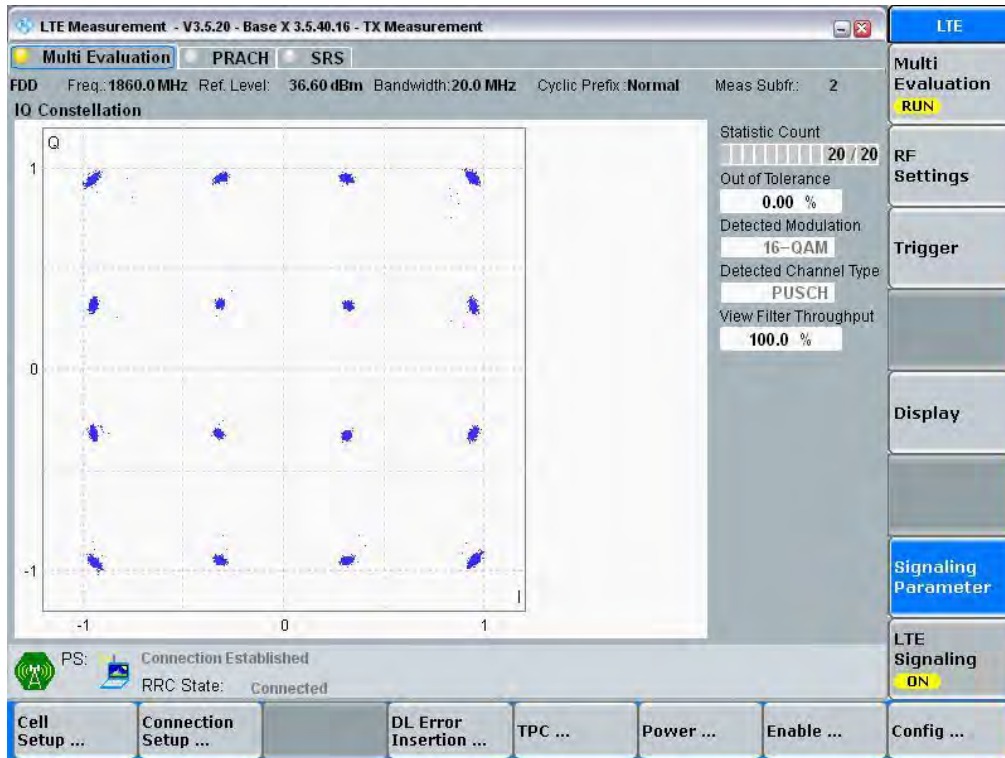 LTE Measurement - V3.5.20 - Base X 3.5.40.16 - TX Measurement
LTE
Multi Evaluation PRACH SRS
FDD Freq.: 1860.0 MHz Ref. Level: 36.60 dBm Bandwidth: 20.0 MHz Cyclic Prefix: Normal Meas Subfr.: 2
IQ Constellation
Q
1
0
-1
-1 0 1
I
Statistic Count
20 / 20
Out of Tolerance
0.00 %
Detected Modulation
16-QAM
Detected Channel Type
PUSCH
View Filter Throughput
100.0 %
Multi
Evaluation
RUN
RF
Settings
Trigger
Display
Signaling
Parameter
LTE
Signaling
ON
PS: Connection Established
RRC State: Connected
Cell
Setup ...
Connection
Setup ...
DL Error
Insertion ...
TPC ...
Power ...
Enable ...
Config ...